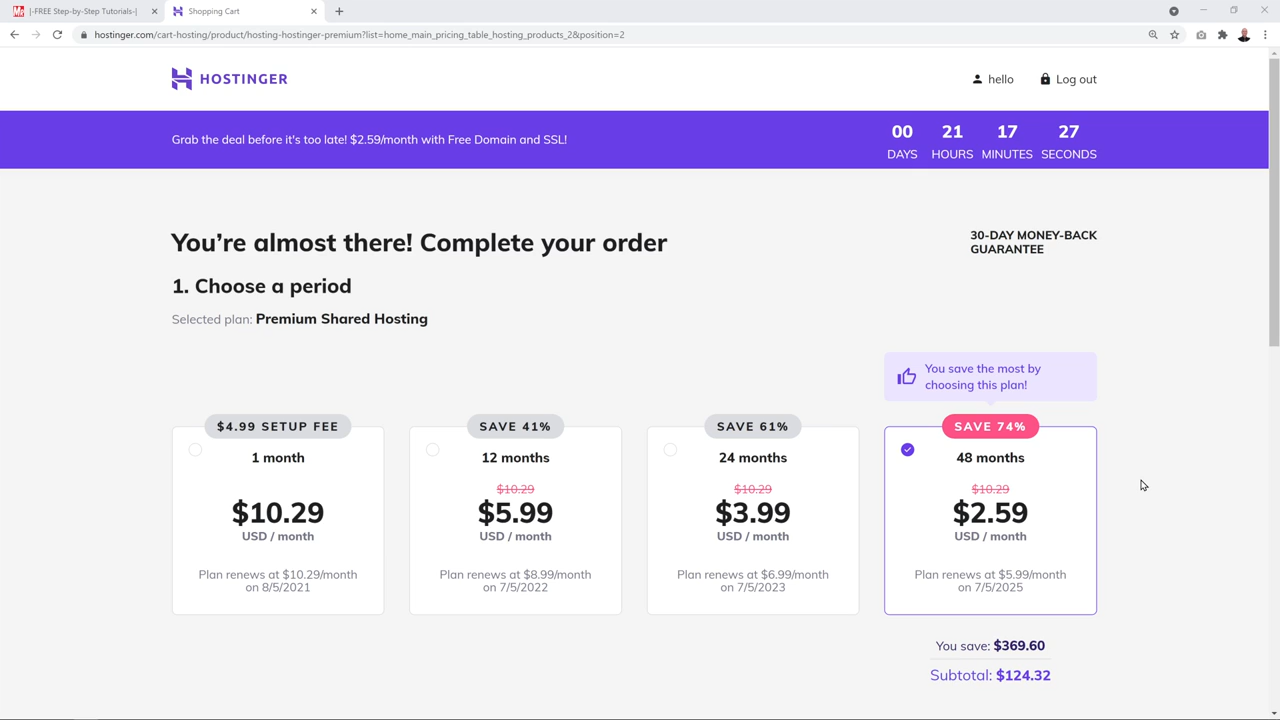 |-FREE Step-by-Step Tutorials-|
Shopping Cart
hostinger.com/cart-hosting/product/hosting-hostinger-premium?list=home_main_pricing_table_hosting_products_2&position=2
HOSTINGER
hello
Log out
Grab the deal before it's too late! $2.59/month with Free Domain and SSL!
00 21 17 27
DAYS HOURS MINUTES SECONDS
You’re almost there! Complete your order
30-DAY MONEY-BACK
GUARANTEE
1. Choose a period
Selected plan: Premium Shared Hosting
You save the most by
choosing this plan!
$4.99 SETUP FEE
1 month
$10.29
USD / month
Plan renews at $10.29/month
on 8/5/2021
SAVE 41%
12 months
$10.29
$5.99
USD / month
Plan renews at $8.99/month
on 7/5/2022
SAVE 61%
24 months
$10.29
$3.99
USD / month
Plan renews at $6.99/month
on 7/5/2023
SAVE 74%
48 months
$10.29
$2.59
USD / month
Plan renews at $5.99/month
on 7/5/2025
You save: $369.60
Subtotal: $124.32